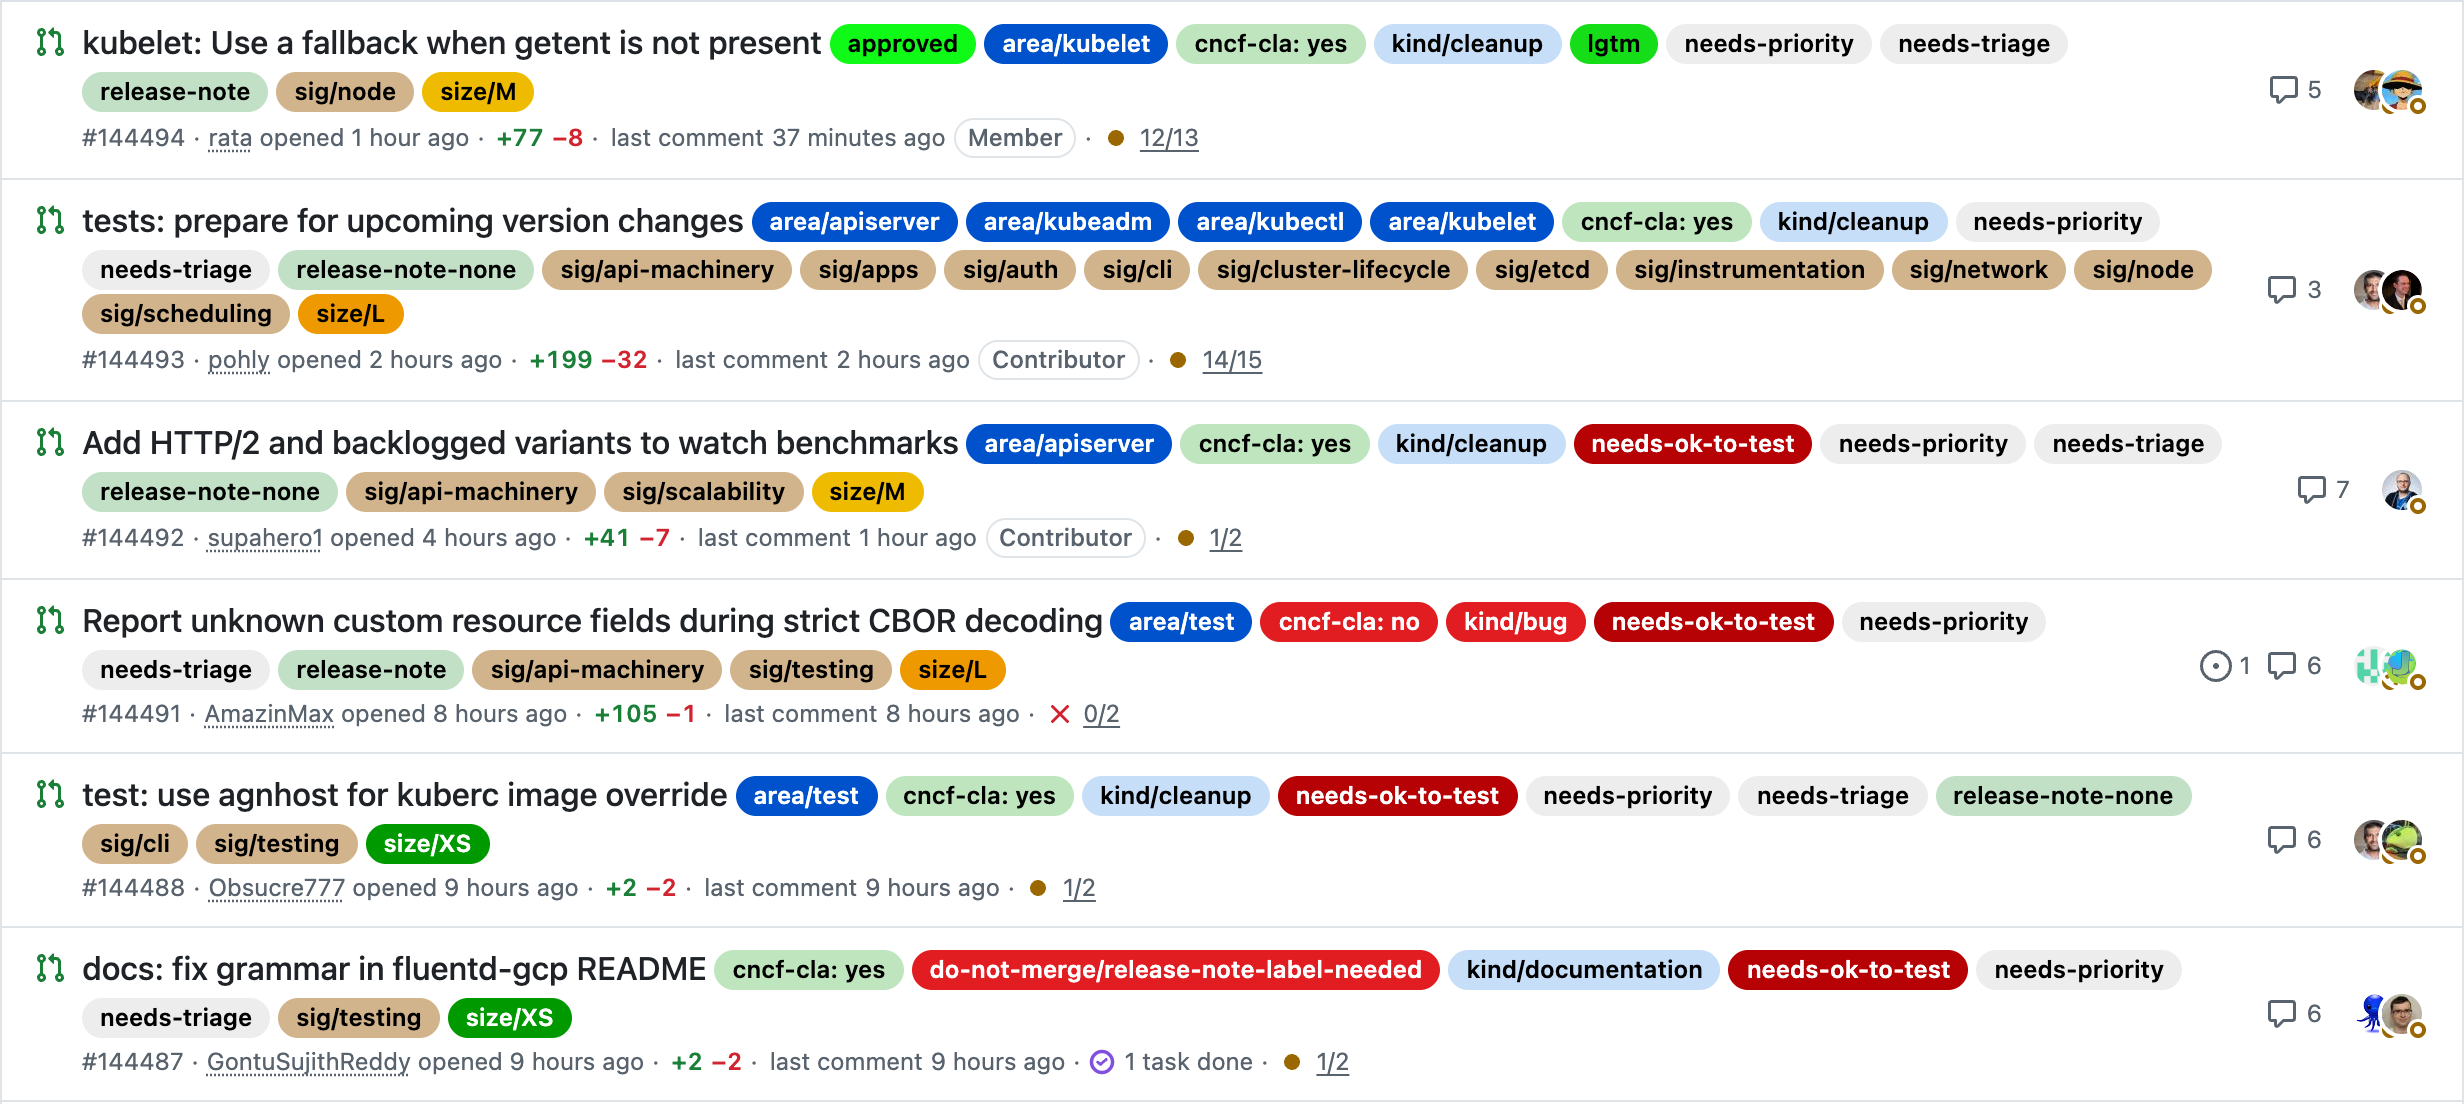 kubelet: Use a fallback when getent is not present approved area/kubelet cncf-cla: yes kind/cleanup lgtm needs-priority needs-triage
release-note sig/node size/M
5
#144494 · rata opened 1 hour ago · +77 −8 · last comment 37 minutes ago Member · 12/13
tests: prepare for upcoming version changes area/apiserver area/kubeadm area/kubectl area/kubelet cncf-cla: yes kind/cleanup needs-priority
needs-triage release-note-none sig/api-machinery sig/apps sig/auth sig/cli sig/cluster-lifecycle sig/etcd sig/instrumentation sig/network sig/node
3
sig/scheduling size/L
#144493 · pohly opened 2 hours ago · +199 −32 · last comment 2 hours ago Contributor · 14/15
Add HTTP/2 and backlogged variants to watch benchmarks area/apiserver cncf-cla: yes kind/cleanup needs-ok-to-test needs-priority needs-triage
release-note-none sig/api-machinery sig/scalability size/M
7
#144492 · supahero1 opened 4 hours ago · +41 −7 · last comment 1 hour ago Contributor · 1/2
Report unknown custom resource fields during strict CBOR decoding area/test cncf-cla: no kind/bug needs-ok-to-test needs-priority
needs-triage release-note sig/api-machinery sig/testing size/L
1 6
#144491 · AmazinMax opened 8 hours ago · +105 −1 · last comment 8 hours ago · 0/2
test: use agnhost for kuberc image override area/test cncf-cla: yes kind/cleanup needs-ok-to-test needs-priority needs-triage release-note-none
sig/cli sig/testing size/XS
6
#144488 · Obsucre777 opened 9 hours ago · +2 −2 · last comment 9 hours ago · 1/2
docs: fix grammar in fluentd-gcp README cncf-cla: yes do-not-merge/release-note-label-needed kind/documentation needs-ok-to-test needs-priority
needs-triage sig/testing size/XS
6
#144487 · GontuSujithReddy opened 9 hours ago · +2 −2 · last comment 9 hours ago · 1 task done · 1/2